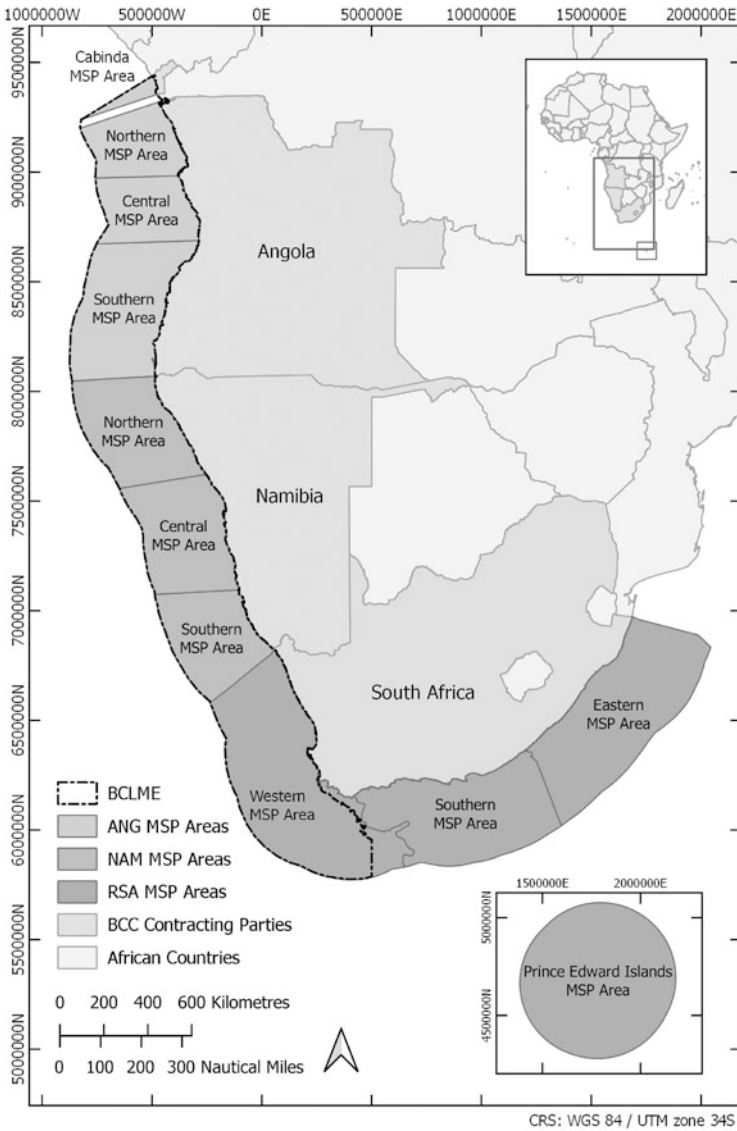 1000000W 500000W 0E 500000E 1000000E 1500000E 2000000E
9500000N
9000000N
8500000N
8000000N
7500000N
7000000N
6500000N
6000000N
5500000N
5000000N
Cabinda
MSP Area
Northern
MSP Area
Central
MSP Area
Southern
MSP Area
Angola
Northern
MSP Area
Central
MSP Area
Southern
MSP Area
Namibia
South Africa
Eastern
MSP Area
Southern
MSP Area
Western
MSP Area
BCLME
ANG MSP Areas
NAM MSP Areas
RSA MSP Areas
BCC Contracting Parties
African Countries
0 200 400 600 Kilometres
0 100 200 300 Nautical Miles
1500000E 2000000E
5000000N
4500000N
Prince Edward Islands
MSP Area
CRS: WGS 84 / UTM zone 34S